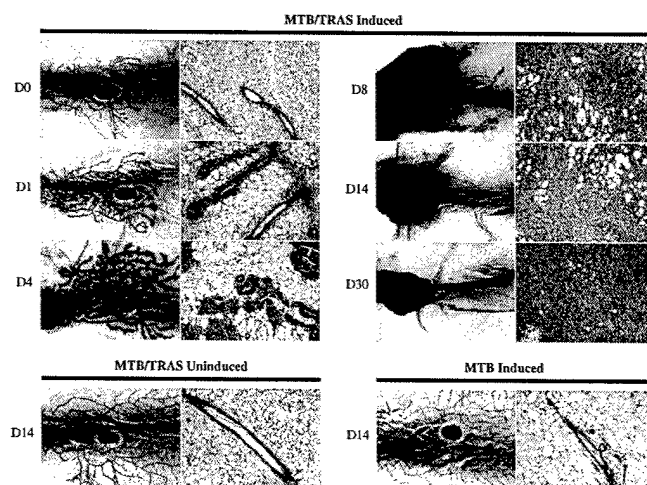 MTB/TRAS Induced
D0
D1
D4
D8
D14
D30
MTB/TRAS Uninduced
D14
MTB Induced
D14